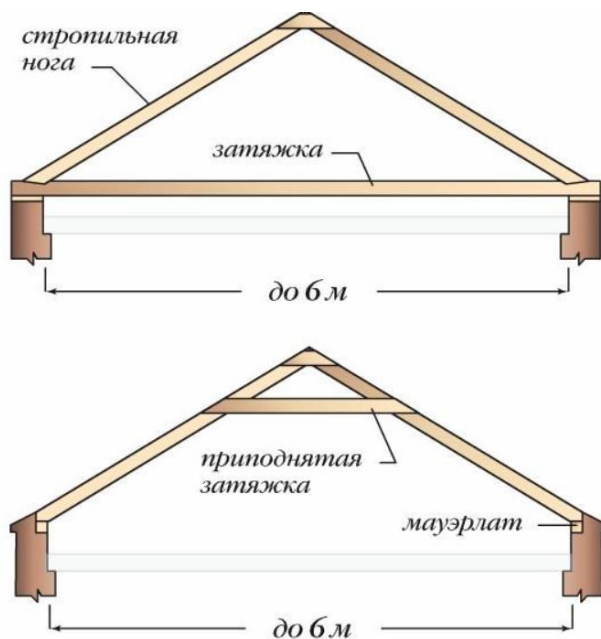 стропильная
нога
затяжка
до 6 м
приподнятая
затяжка
мауэрлат
до 6 м